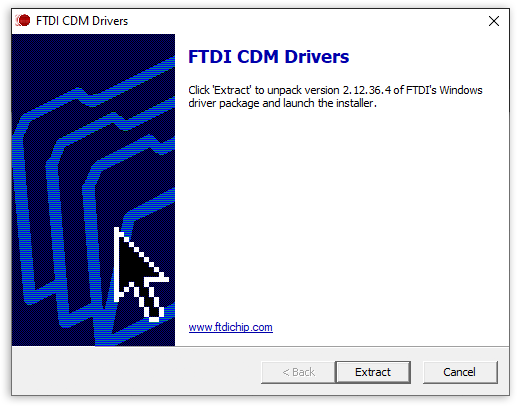 FTDI CDM Drivers
FTDI CDM Drivers
Click 'Extract' to unpack version 2.12.36.4 of FTDI's Windows
driver package and launch the installer.
www.ftdichip.com
< Back
Extract
Cancel